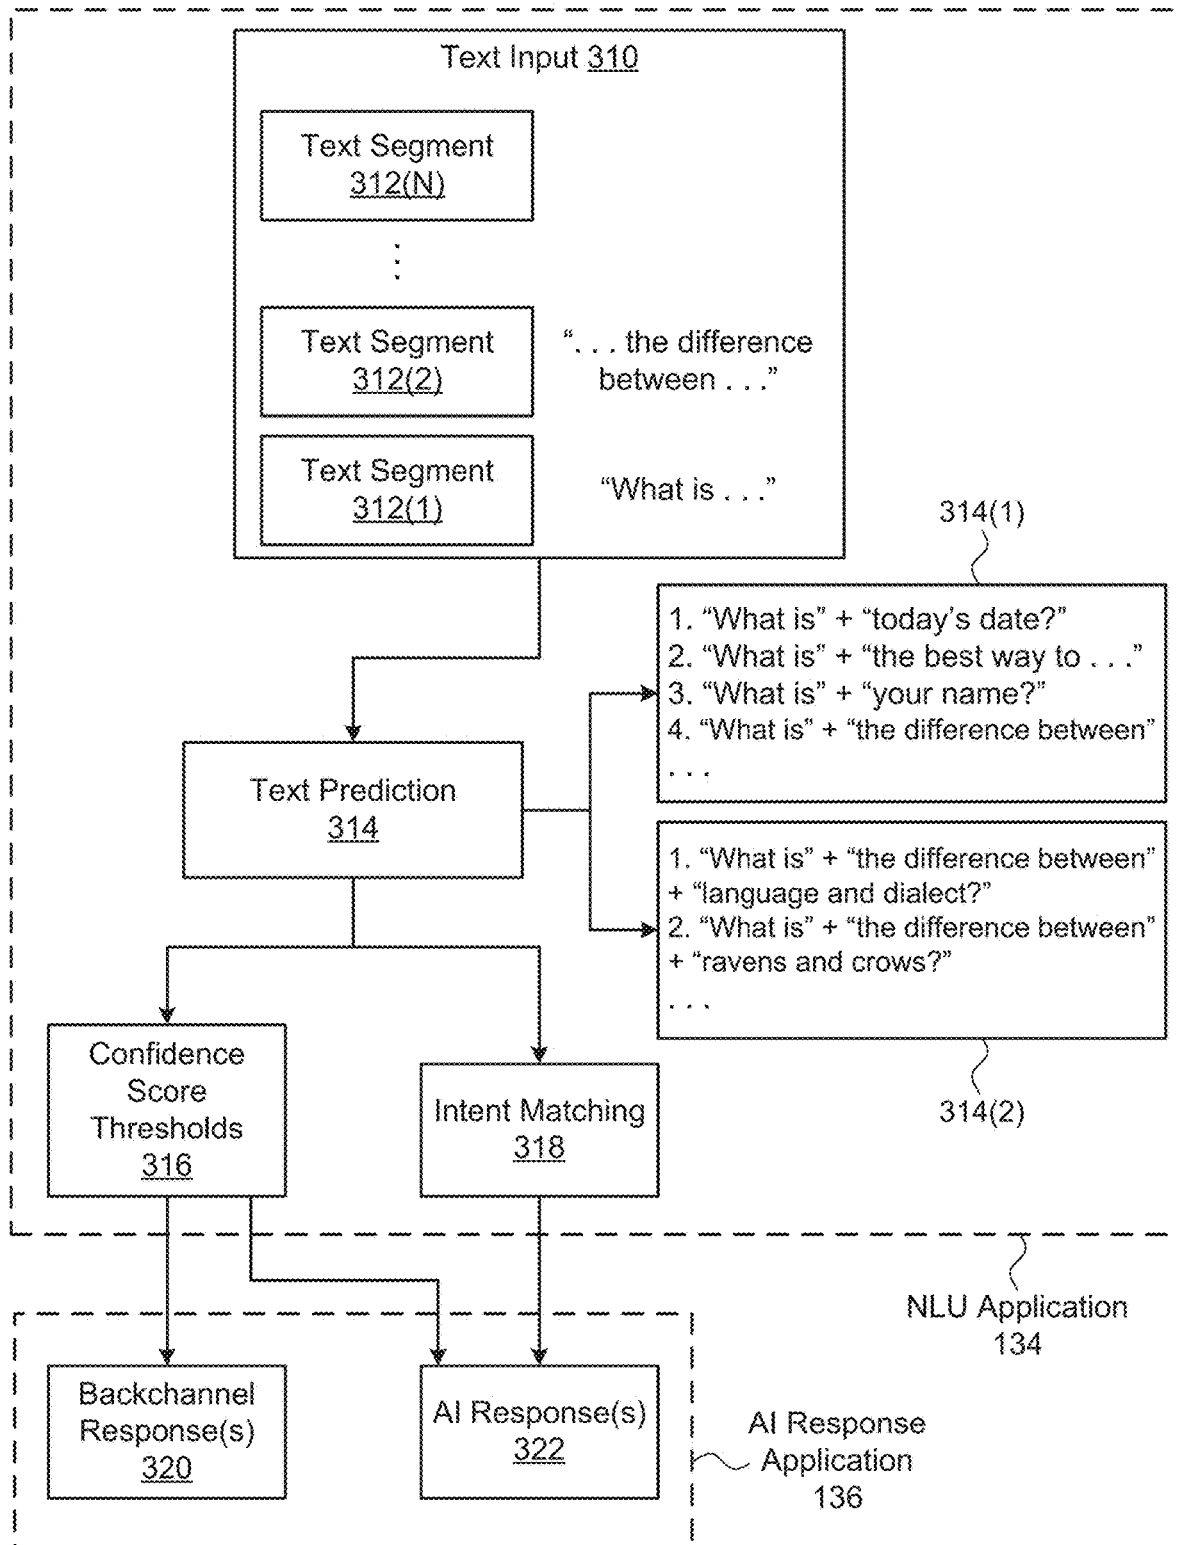 Text Input 310
Text Segment
312(N)
Text Segment
312(2)
“. . . the difference
between . . .”
Text Segment
312(1)
“What is . . .”
314(1)
1. “What is” + “today’s date?”
2. “What is” + “the best way to . . .”
3. “What is” + “your name?”
4. “What is” + “the difference between”
. . .
Text Prediction
314
1. “What is” + “the difference between”
+ “language and dialect?”
2. “What is” + “the difference between”
+ “ravens and crows?”
. . .
314(2)
Confidence
Score
Thresholds
316
Intent Matching
318
NLU Application
134
Backchannel
Response(s)
320
AI Response(s)
322
AI Response
Application
136